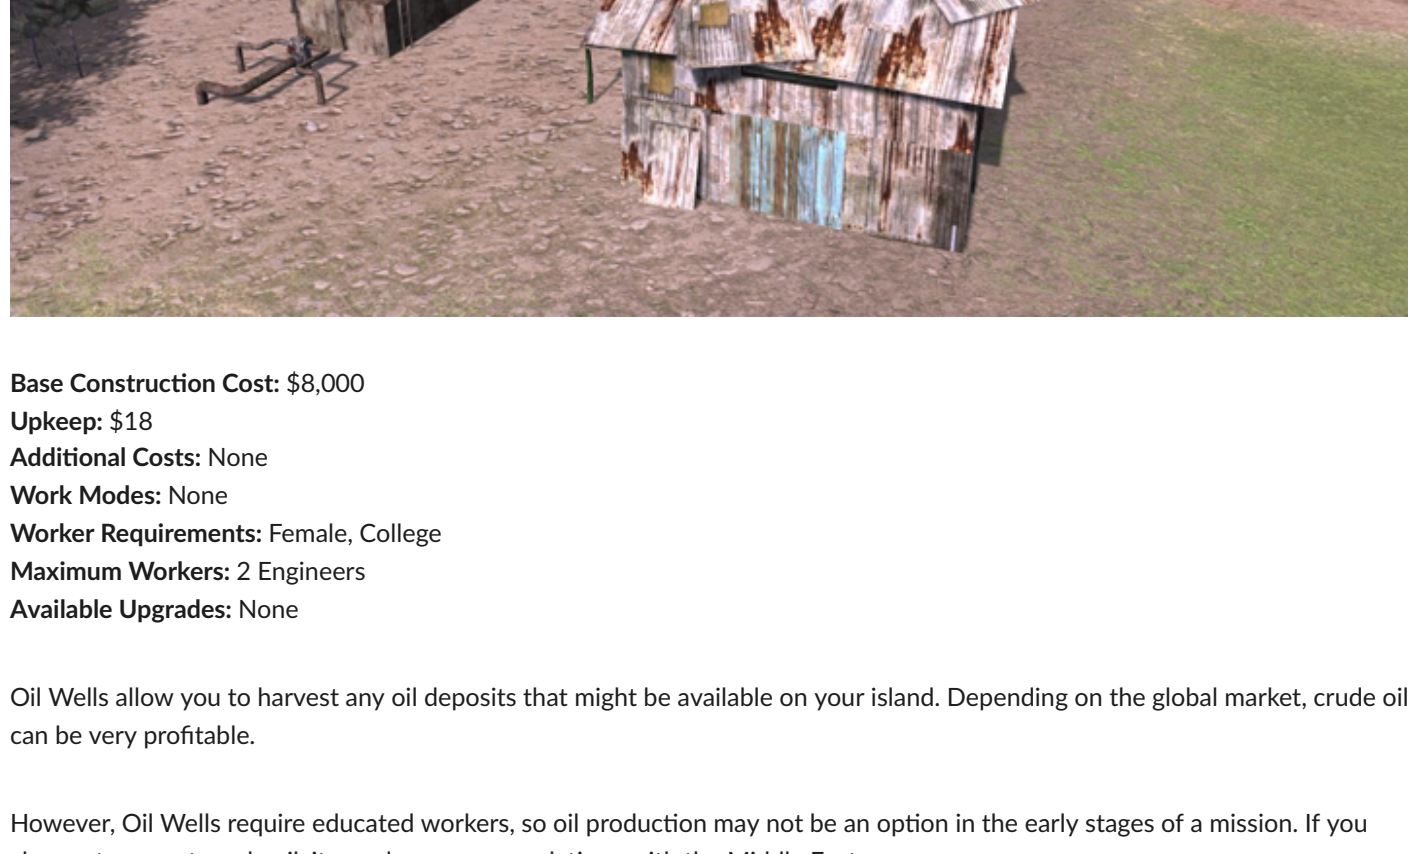 Base Construction Cost: $8,000
Upkeep: $18
Additional Costs: None
Work Modes: None
Worker Requirements: Female, College
Maximum Workers: 2 Engineers
Available Upgrades: None
Oil Wells allow you to harvest any oil deposits that might be available on your island. Depending on the global market, crude oil
can be very profitable.
However, Oil Wells require educated workers, so oil production may not be an option in the early stages of a mission. If you